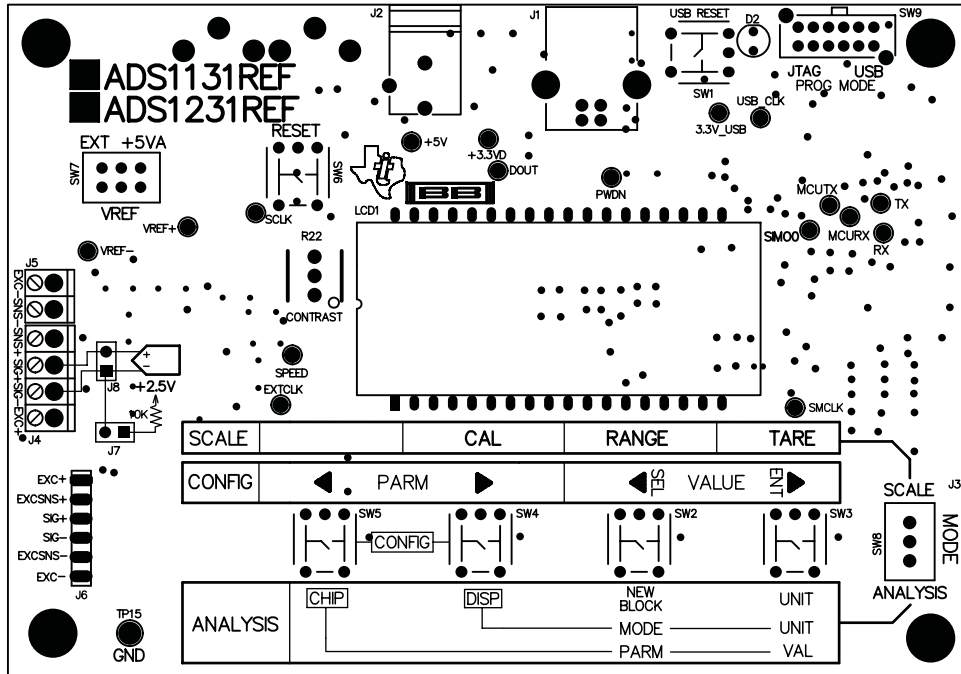 J2
J1
USB RESET
D2
SW9
JTAG USB
PROG MODE
SW1
ADS1131REF
ADS1231REF
3.3V_USB
USB_CLK
RESET
SW6
+5V
+3.3VD
DOUT
EXT +5VA
SW7
VREF
BB
PWDN
MCUTX
TX
SCLK
LCD1
VREF+
SIMO0
MCURX
RX
R22
VREF-
J5
EXC-
SNS-
SNS+
SIG+
SIG-
EXC+
J4
CONTRAST
+
-
J8
+2.5V
10K
J7
SPEED
EXTCLK
SMCLK
SCALE CAL RANGE TARE
CONFIG PARM SEL VALUE ENT
EXC+
EXCSNS+
SIG+
SIG-
EXCSNS-
EXC-
J6
SW5
CONFIG
SW4
SW2
SW3
SCALE
J3
SW8
MODE
ANALYSIS
TP15
GND
ANALYSIS
CHIP DISP NEW BLOCK UNIT
MODE UNIT
PARM VAL